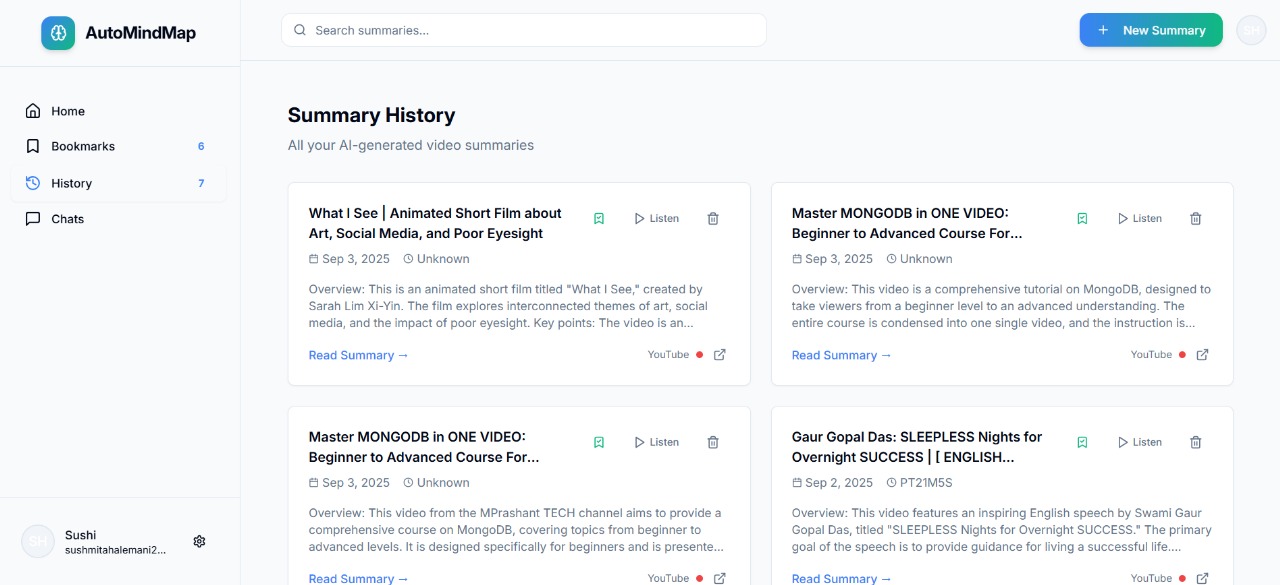 AutoMindMap
Search summaries...
New Summary
SH
Home
Bookmarks 6
History 7
Chats
Summary History
All your AI-generated video summaries
What I See | Animated Short Film about
Art, Social Media, and Poor Eyesight
Listen
Sep 3, 2025 Unknown
Overview: This is an animated short film titled "What I See," created by
Sarah Lim Xi-Yin. The film explores interconnected themes of art, social
media, and the impact of poor eyesight. Key points: The video is an...
Read Summary →
YouTube
Master MONGODB in ONE VIDEO:
Beginner to Advanced Course For...
Listen
Sep 3, 2025 Unknown
Overview: This video is a comprehensive tutorial on MongoDB, designed to
take viewers from a beginner level to an advanced understanding. The
entire course is condensed into one single video, and the instruction is...
Read Summary →
YouTube
Master MONGODB in ONE VIDEO:
Beginner to Advanced Course For...
Listen
Sep 3, 2025 Unknown
Overview: This video from the MPrashant TECH channel aims to provide a
comprehensive course on MongoDB, covering topics from beginner to
advanced levels. It is designed specifically for beginners and is presente...
Read Summary →
YouTube
Gaur Gopal Das: SLEEPLESS Nights for
Overnight SUCCESS | [ ENGLISH...
Listen
Sep 2, 2025 PT21M5S
Overview: This video features an inspiring English speech by Swami Gaur
Gopal Das, titled "SLEEPLESS Nights for Overnight SUCCESS." The primary
goal of the speech is to provide guidance for living a successful life....
Read Summary →
YouTube
SH
Sushi
sushmitahalemani2...